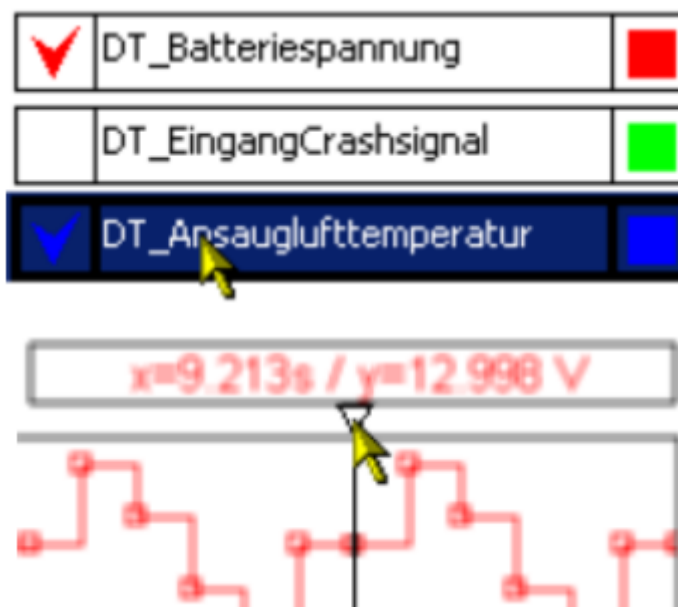 DT_Batteriespannung
DT_EingangCrashsignal
DT_Ansauglufttemperatur
x=9.213s / y=12.998 V